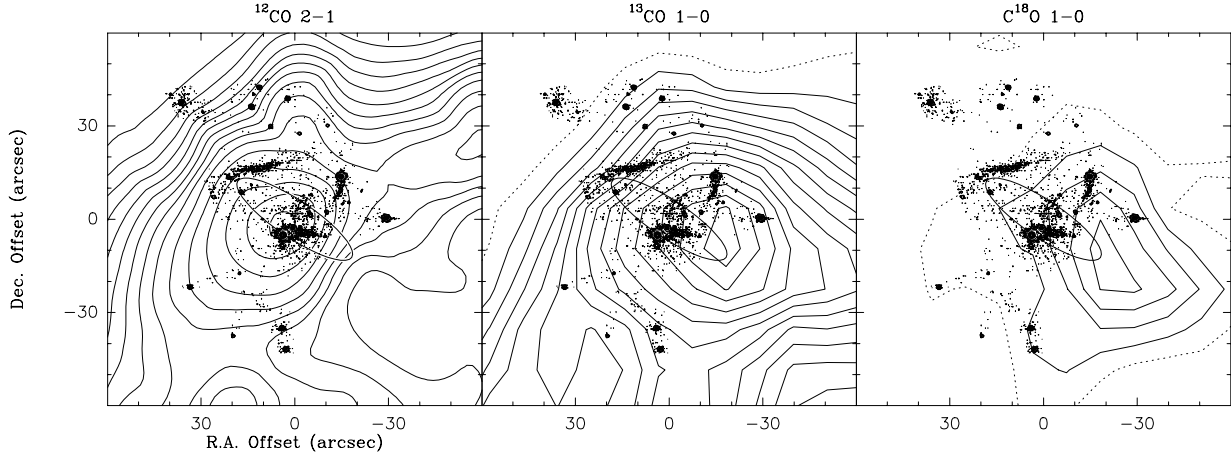 ¹²CO 2−1
¹³CO 1−0
C¹⁸O 1−0
Dec. Offset (arcsec)
30
0
−30
30 0 −30
30 0 −30
30 0 −30
R.A. Offset (arcsec)